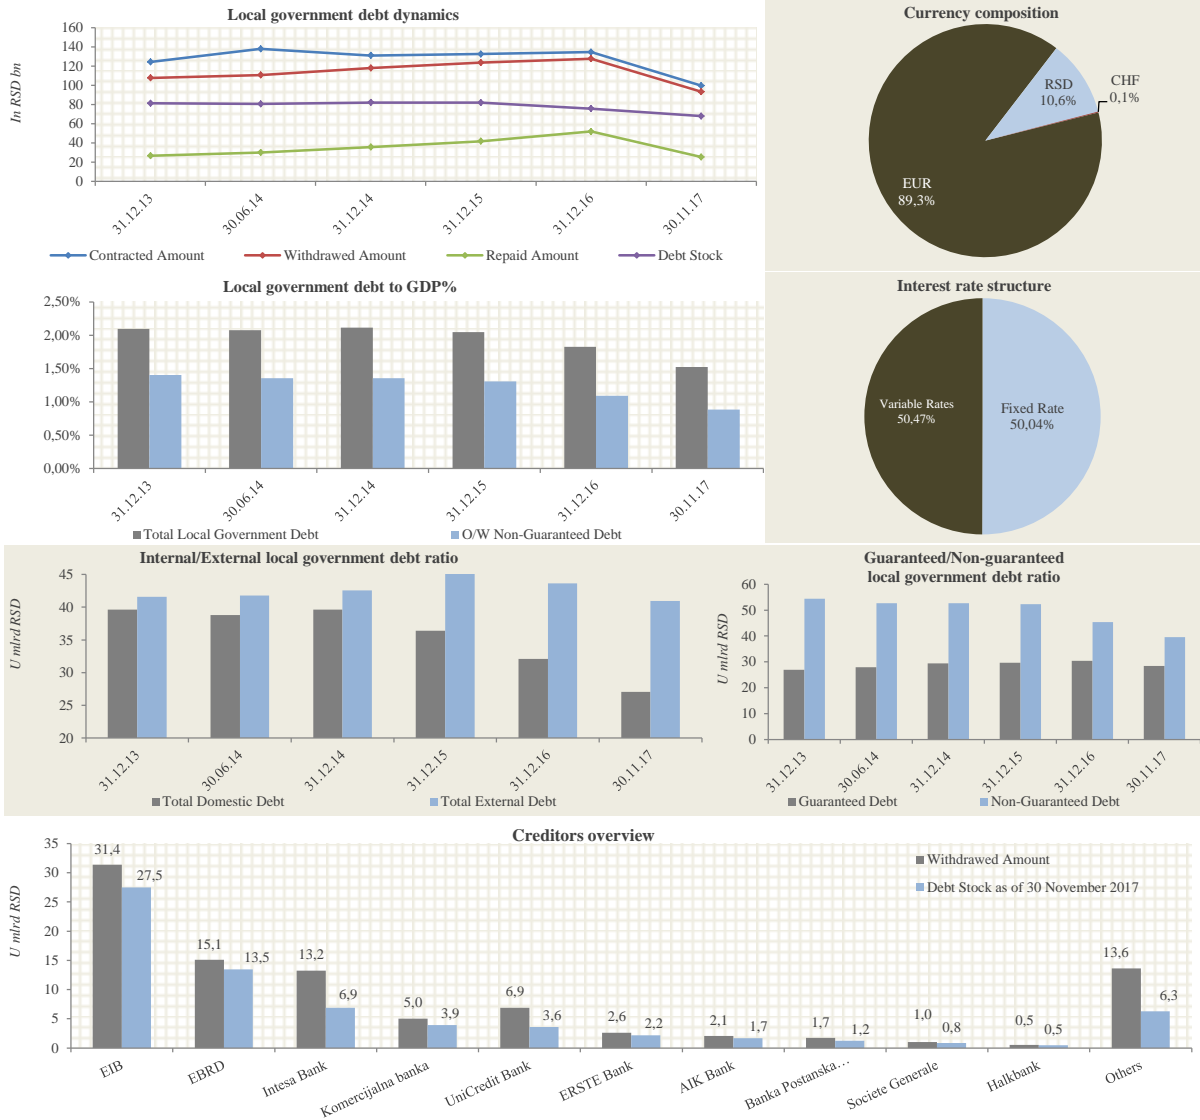 Local government debt dynamics
In RSD bn
160
140
120
100
80
60
40
20
0
31.12.13
30.06.14
31.12.14
31.12.15
31.12.16
30.11.17
Contracted Amount
Withdrawed Amount
Repaid Amount
Debt Stock
Currency composition
RSD
10,6%
CHF
0,1%
EUR
89,3%
Local government debt to GDP%
2,50%
2,00%
1,50%
1,00%
0,50%
0,00%
31.12.13
30.06.14
31.12.14
31.12.15
31.12.16
30.11.17
Total Local Government Debt
O/W Non-Guaranteed Debt
Interest rate structure
Variable Rates
50,47%
Fixed Rate
50,04%
Internal/External local government debt ratio
U mlrd RSD
45
40
35
30
25
20
31.12.13
30.06.14
31.12.14
31.12.15
31.12.16
30.11.17
Total Domestic Debt
Total External Debt
Guaranteed/Non-guaranteed
local government debt ratio
U mlrd RSD
60
50
40
30
20
10
0
31.12.13
30.06.14
31.12.14
31.12.15
31.12.16
30.11.17
Guaranteed Debt
Non-Guaranteed Debt
Creditors overview
U mlrd RSD
35
30
25
20
15
10
5
0
Withdrawed Amount
Debt Stock as of 30 November 2017
31,4
27,5
15,1
13,5
13,2
6,9
5,0
3,9
6,9
3,6
2,6
2,2
2,1
1,7
1,7
1,2
1,0
0,8
0,5
0,5
13,6
6,3
EIB
EBRD
Intesa Bank
Komercijalna banka
UniCredit Bank
ERSTE Bank
AIK Bank
Banka Postanska…
Societe Generale
Halkbank
Others